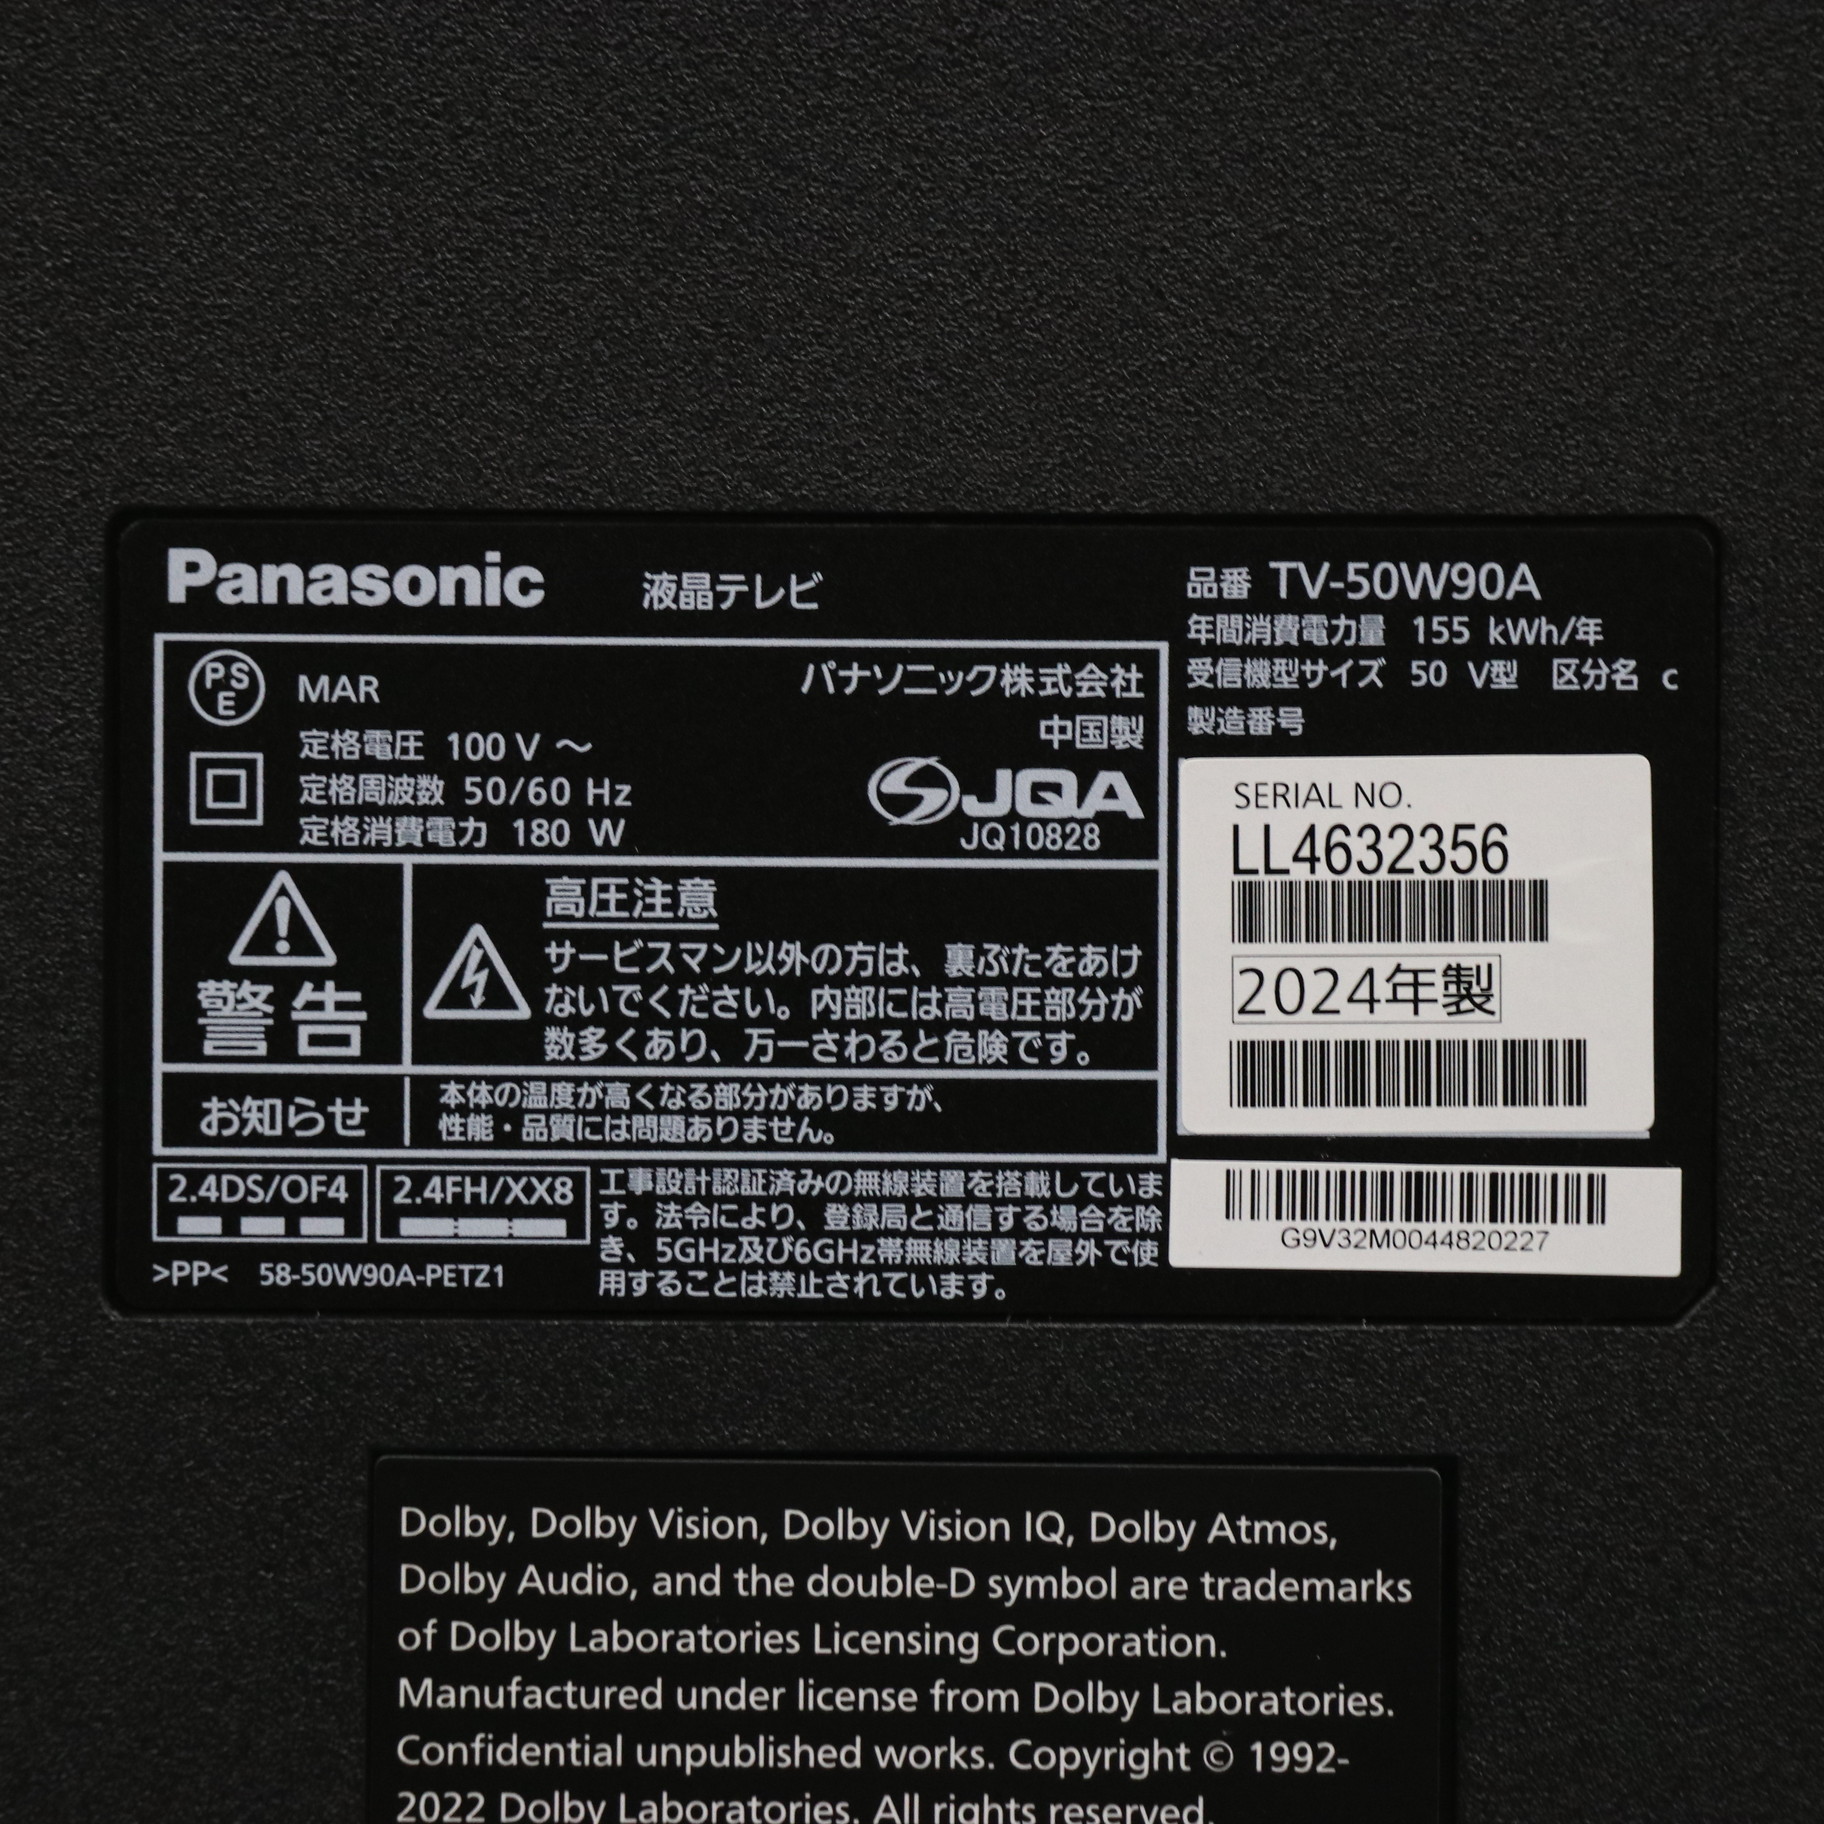 Panasonic 液晶テレビ
品番 TV-50W90A
年間消費電力量 155 kWh/年
受信機型サイズ 50 V型 区分名 c
製造番号
PS
E
MAR
パナソニック株式会社
中国製
定格電圧 100 V ～
定格周波数 50/60 Hz
定格消費電力 180 W
JQA
JQ10828
SERIAL NO.
LL4632356
2024年製
警告
高圧注意
サービスマン以外の方は、裏ぶたをあけ
ないでください。内部には高電圧部分が
数多くあり、万一さわると危険です。
お知らせ
本体の温度が高くなる部分がありますが、
性能・品質には問題ありません。
2.4DS/OF4
2.4FH/XX8
工事設計認証済みの無線装置を搭載していま
す。法令により、登録局と通信する場合を除
き、5GHz及び6GHz帯無線装置を屋外で使
用することは禁止されています。
>PP< 58-50W90A-PETZ1
G9V32M0044820227
Dolby, Dolby Vision, Dolby Vision IQ, Dolby Atmos,
Dolby Audio, and the double-D symbol are trademarks
of Dolby Laboratories Licensing Corporation.
Manufactured under license from Dolby Laboratories.
Confidential unpublished works. Copyright © 1992-
2022 Dolby Laboratories. All rights reserved.